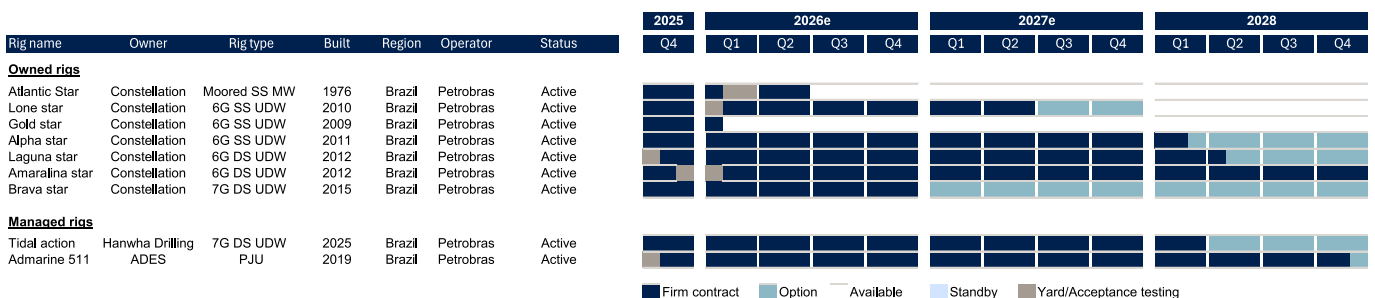 2025 2026e 2027e 2028
Rig name Owner Rig type Built Region Operator Status Q4 Q1 Q2 Q3 Q4 Q1 Q2 Q3 Q4 Q1 Q2 Q3 Q4
Owned rigs
Atlantic Star Constellation Moored SS MW 1976 Brazil Petrobras Active
Lone star Constellation 6G SS UDW 2010 Brazil Petrobras Active
Gold star Constellation 6G SS UDW 2009 Brazil Petrobras Active
Alpha star Constellation 6G SS UDW 2011 Brazil Petrobras Active
Laguna star Constellation 6G DS UDW 2012 Brazil Petrobras Active
Amaralina star Constellation 6G DS UDW 2012 Brazil Petrobras Active
Brava star Constellation 7G DS UDW 2015 Brazil Petrobras Active
Managed rigs
Tidal action Hanwha Drilling 7G DS UDW 2025 Brazil Petrobras Active
Admarine 511 ADES PJU 2019 Brazil Petrobras Active
Firm contract Option Available Standby Yard/Acceptance testing